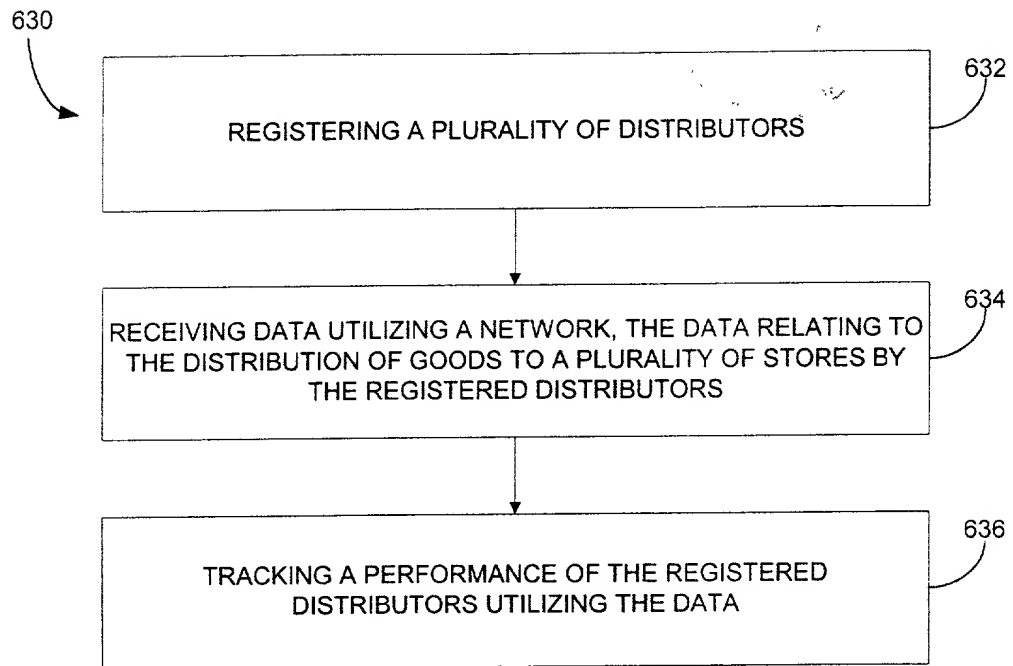 630
632
REGISTERING A PLURALITY OF DISTRIBUTORS
634
RECEIVING DATA UTILIZING A NETWORK, THE DATA RELATING TO
THE DISTRIBUTION OF GOODS TO A PLURALITY OF STORES BY
THE REGISTERED DISTRIBUTORS
636
TRACKING A PERFORMANCE OF THE REGISTERED
DISTRIBUTORS UTILIZING THE DATA